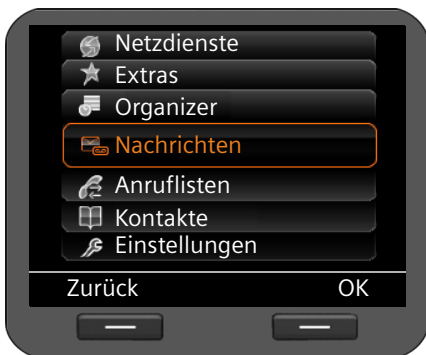 Netzdienste
Extras
Organizer
Nachrichten
Anruflisten
Kontakte
Einstellungen
Zurück OK